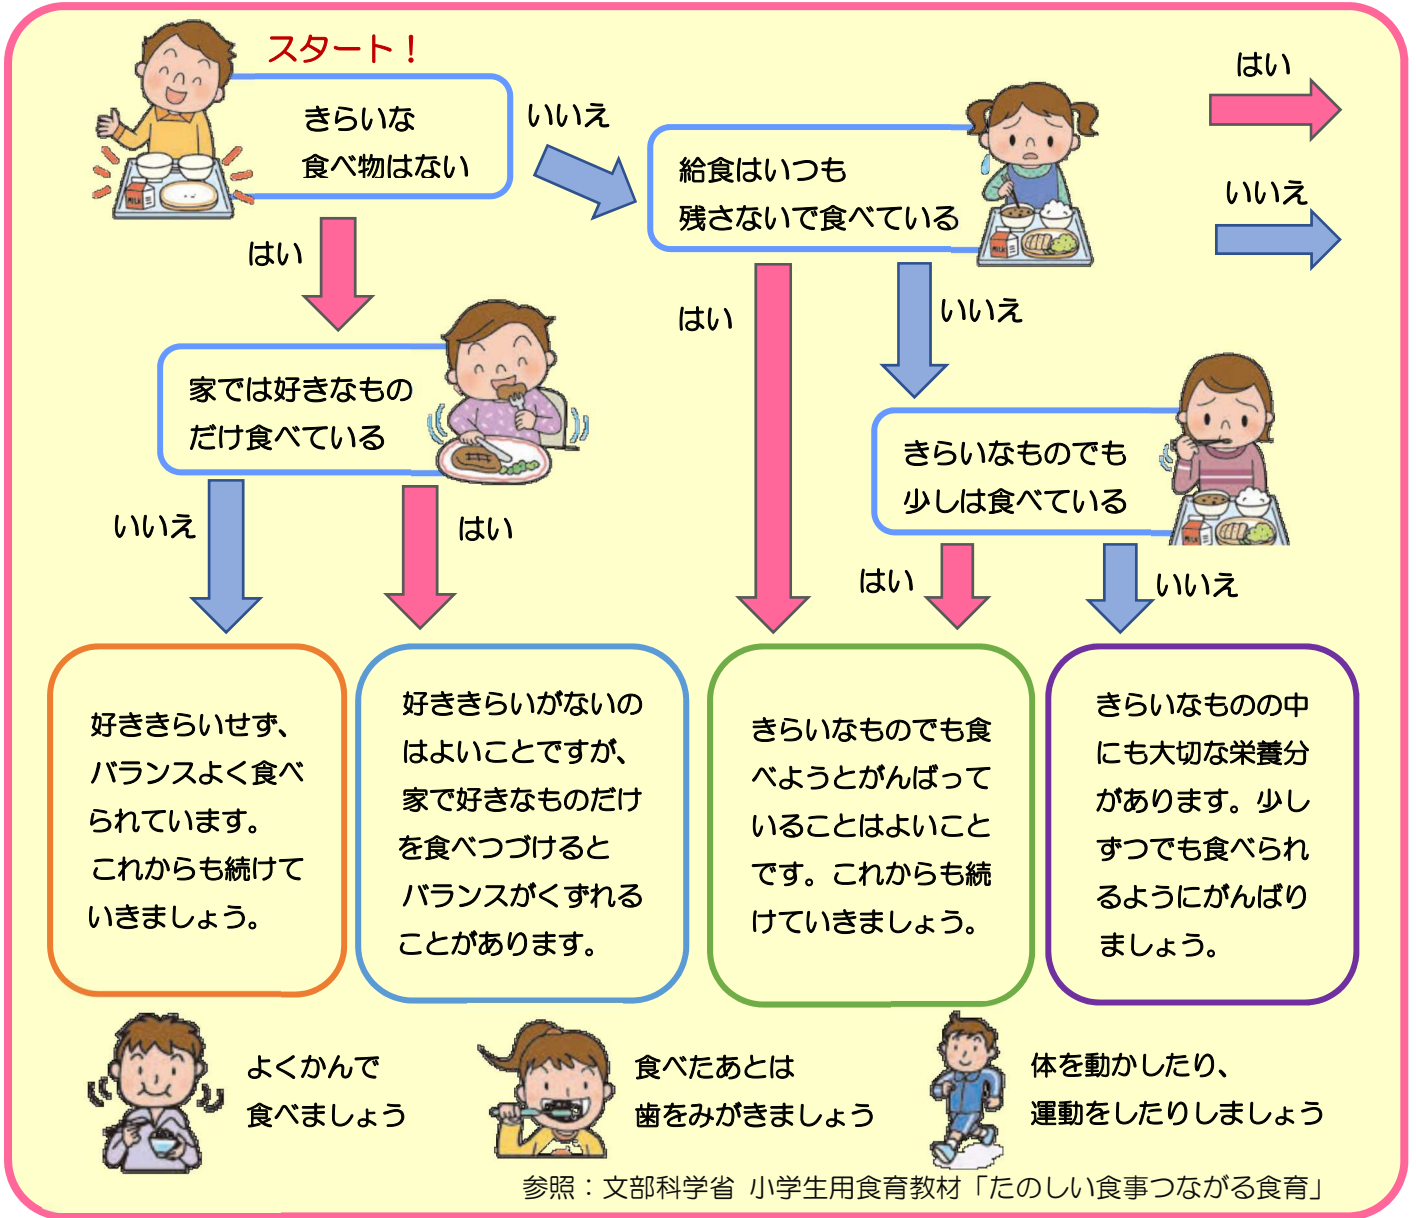 スタート！
きらいな
食べ物はない
いいえ
はい
給食はいつも
残さないで食べている
はい
いいえ
はい
いいえ
家では好きなもの
だけ食べている
きらいなものでも
少しは食べている
いいえ
はい
はい
いいえ
好ききらいせず、
バランスよく食べ
られています。
これからも続けて
いきましょう。
好ききらいがないの
はよいことですが、
家で好きなものだけ
を食べつづけると
バランスがくずれる
ことがあります。
きらいなものでも食
べようとがんばって
いることはよいこと
です。これからも続
けていきましょう。
きらいなものの中
にも大切な栄養分
があります。少し
ずつでも食べられ
るようにがんばり
ましょう。
よくかんで
食べましょう
食べたあとは
歯をみがきましょう
体を動かしたり、
運動をしたりしましょう
参照：文部科学省 小学生用食育教材「たのしい食事つながる食育」